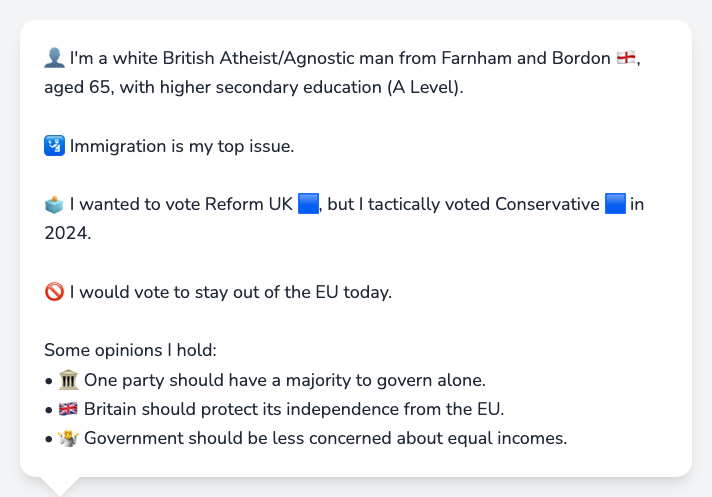 👤 I'm a white British Atheist/Agnostic man from Farnham and Bordon 🏴󠁧󠁢󠁥󠁮󠁧󠁿,
aged 65, with higher secondary education (A Level).
🛂 Immigration is my top issue.
🗳️ I wanted to vote Reform UK 🟦, but I tactically voted Conservative 🟦 in
2024.
🚫 I would vote to stay out of the EU today.
Some opinions I hold:
• 🏛️ One party should have a majority to govern alone.
• 🇬🇧 Britain should protect its independence from the EU.
• 🤷 Government should be less concerned about equal incomes.